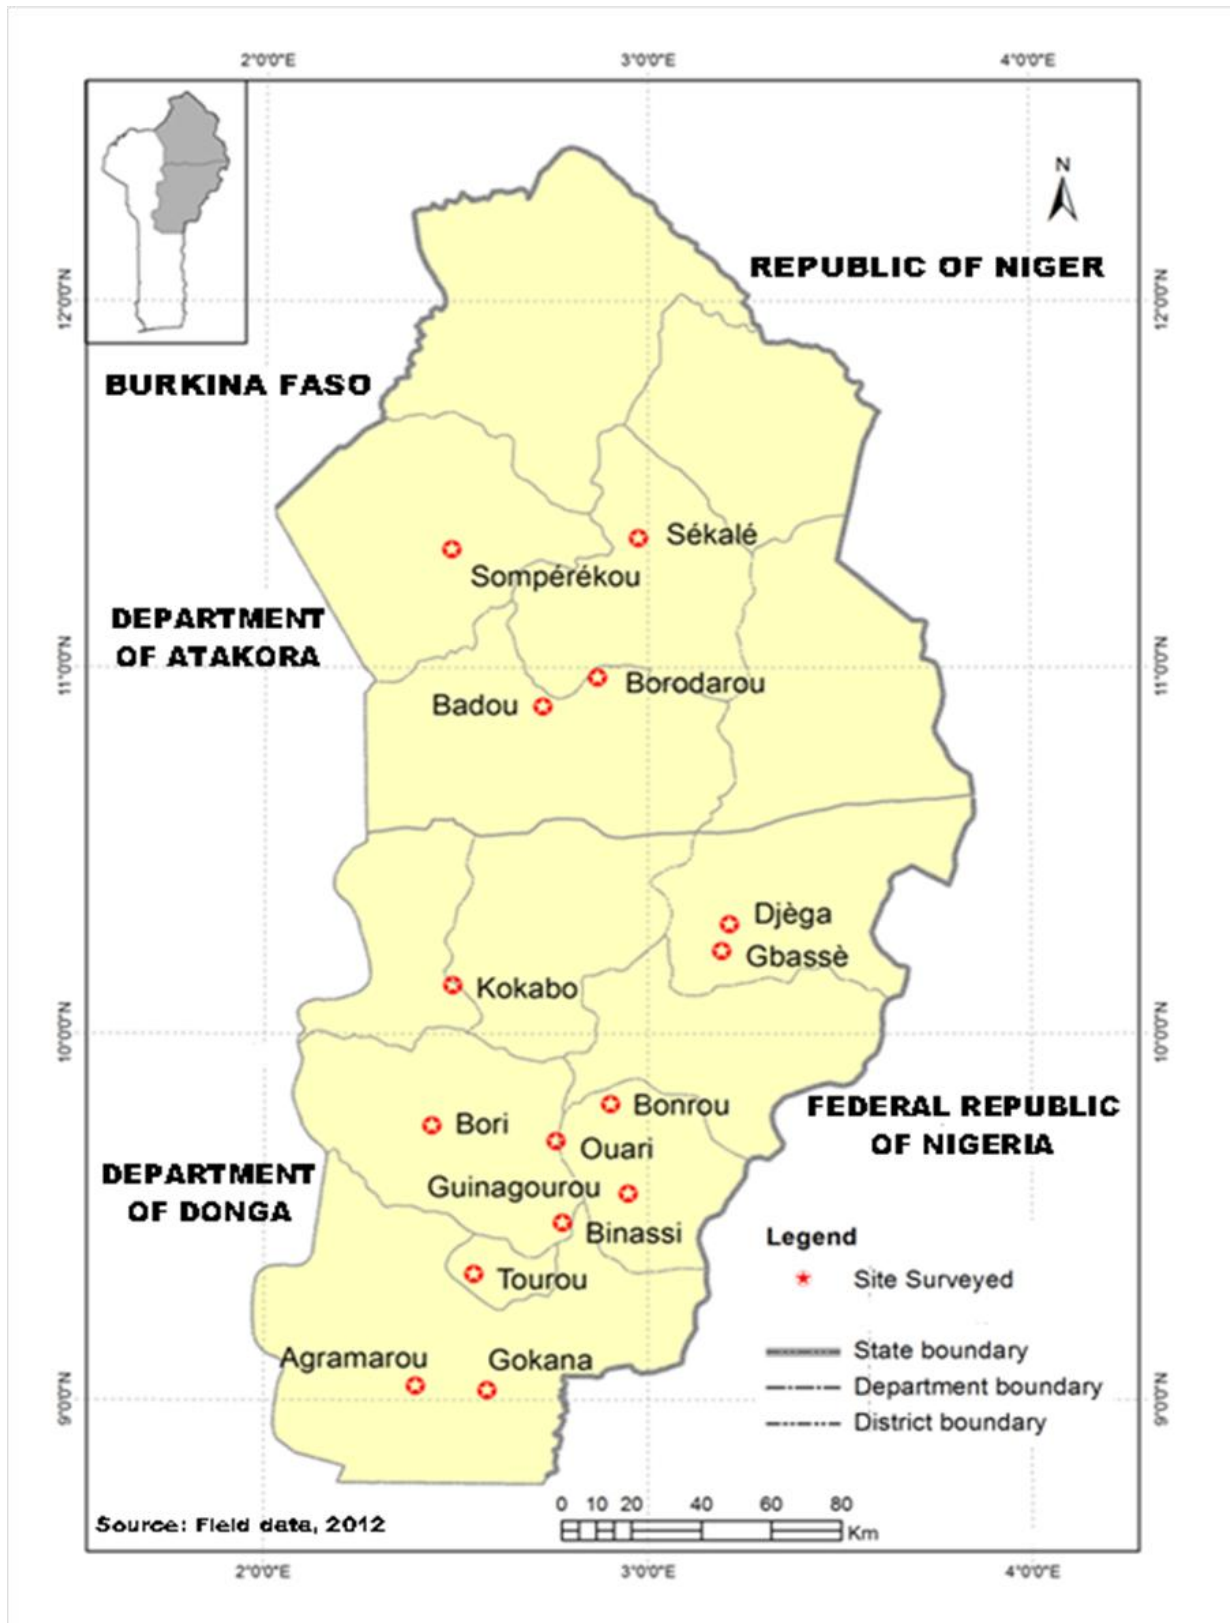 2°0'0"E 3°0'0"E 4°0'0"E
N
REPUBLIC OF NIGER
12°0'0"N 12°0'0"N
BURKINA FASO
Sékalé
Sompérékou
DEPARTMENT
OF ATAKORA
11°0'0"N 11°0'0"N
Borodarou
Badou
Djèga
Gbassè
Kokabo
10°0'0"N 10°0'0"N
Bonrou
FEDERAL REPUBLIC
OF NIGERIA
Bori
Ouari
DEPARTMENT
OF DONGA
Guinagourou
Binassi
Legend
Site Surveyed
Tourou
State boundary
Agramarou
Gokana
Department boundary
9°0'0"N 9°0'0"N
District boundary
0 10 20 40 60 80
Km
Source: Field data, 2012
2°0'0"E 3°0'0"E 4°0'0"E